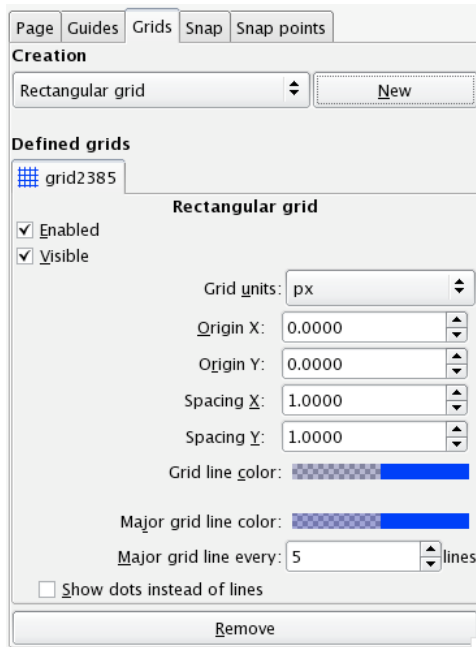 Page Guides Grids Snap Snap points
Creation
Rectangular grid New
Defined grids
grid2385
Rectangular grid
Enabled
Visible
Grid units: px
Origin X: 0.0000
Origin Y: 0.0000
Spacing X: 1.0000
Spacing Y: 1.0000
Grid line color:
Major grid line color:
Major grid line every: 5 lines
Show dots instead of lines
Remove